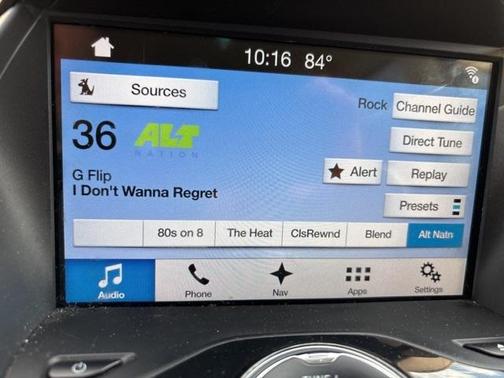 10:16 84°
Sources
Rock Channel Guide
36 ALT NATION
Direct Tune
G Flip
Alert Replay
I Don't Wanna Regret
Presets
80s on 8 The Heat ClsRewnd Blend Alt Natn
Audio Phone Nav Apps Settings